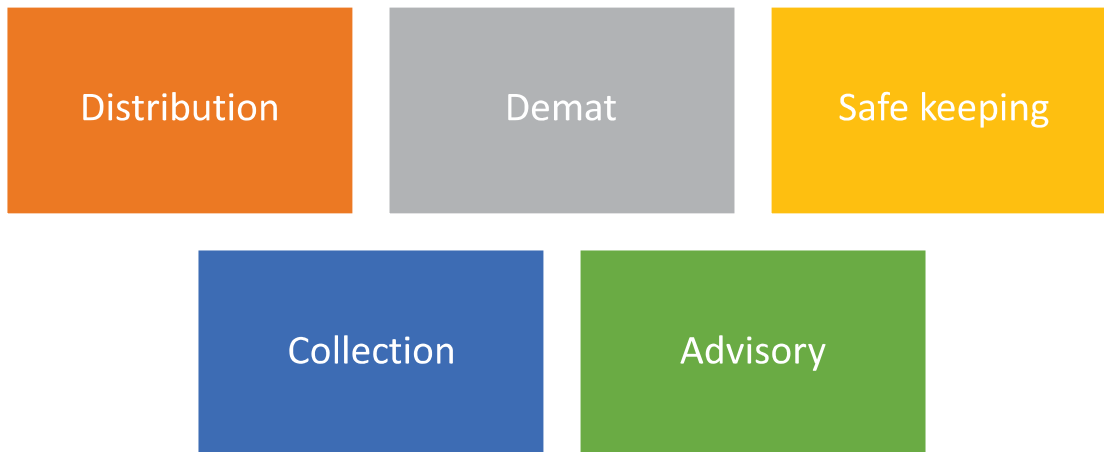 Distribution
Demat
Safe keeping
Collection
Advisory